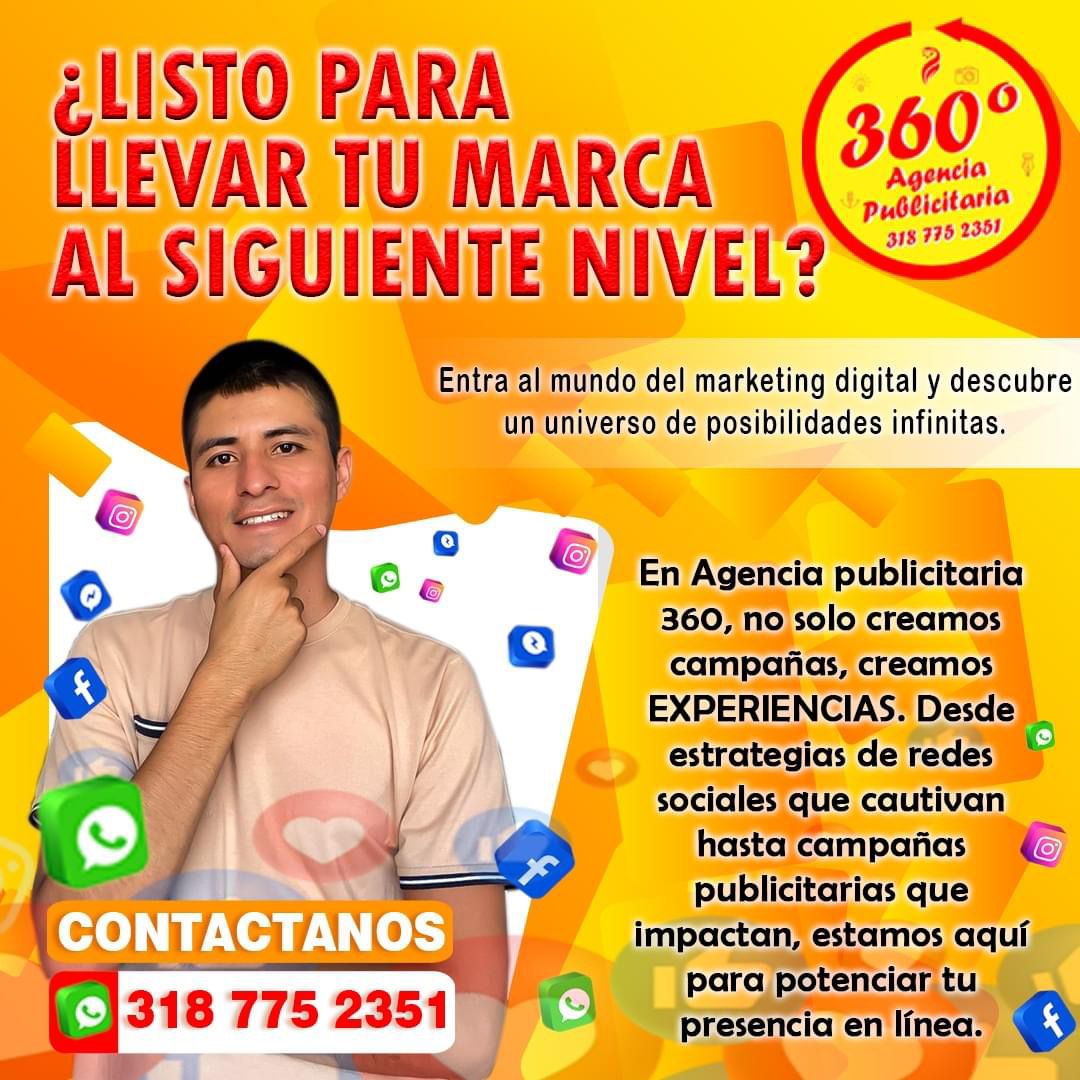 ¿LISTO PARA
LLEVAR TU MARCA
AL SIGUIENTE NIVEL?
360°
Agencia
Publicitaria
318 775 2351
Entra al mundo del marketing digital y descubre
un universo de posibilidades infinitas.
En Agencia publicitaria
360, no solo creamos
campañas, creamos
EXPERIENCIAS. Desde
estrategias de redes
sociales que cautivan
hasta campañas
publicitarias que
impactan, estamos aquí
para potenciar tu
presencia en línea.
CONTACTANOS
318 775 2351